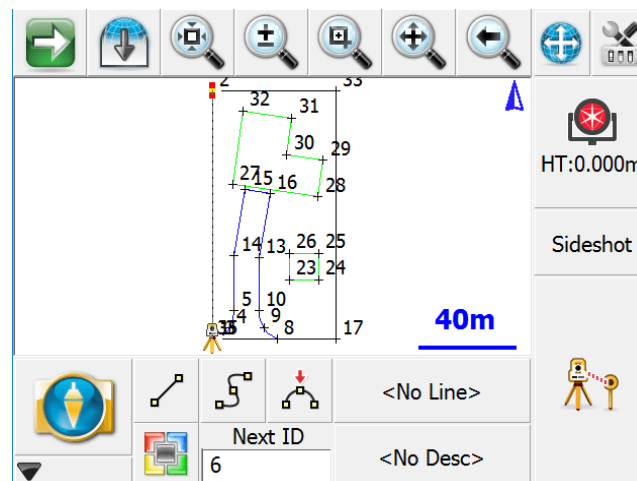 2 33
32 31
30 29
27 15 16 28
14 13 26 25
23 24
5 10
4 9
8 17
40m
HT:0.000m
Sideshot
<No Line>
Next ID
6
<No Desc>